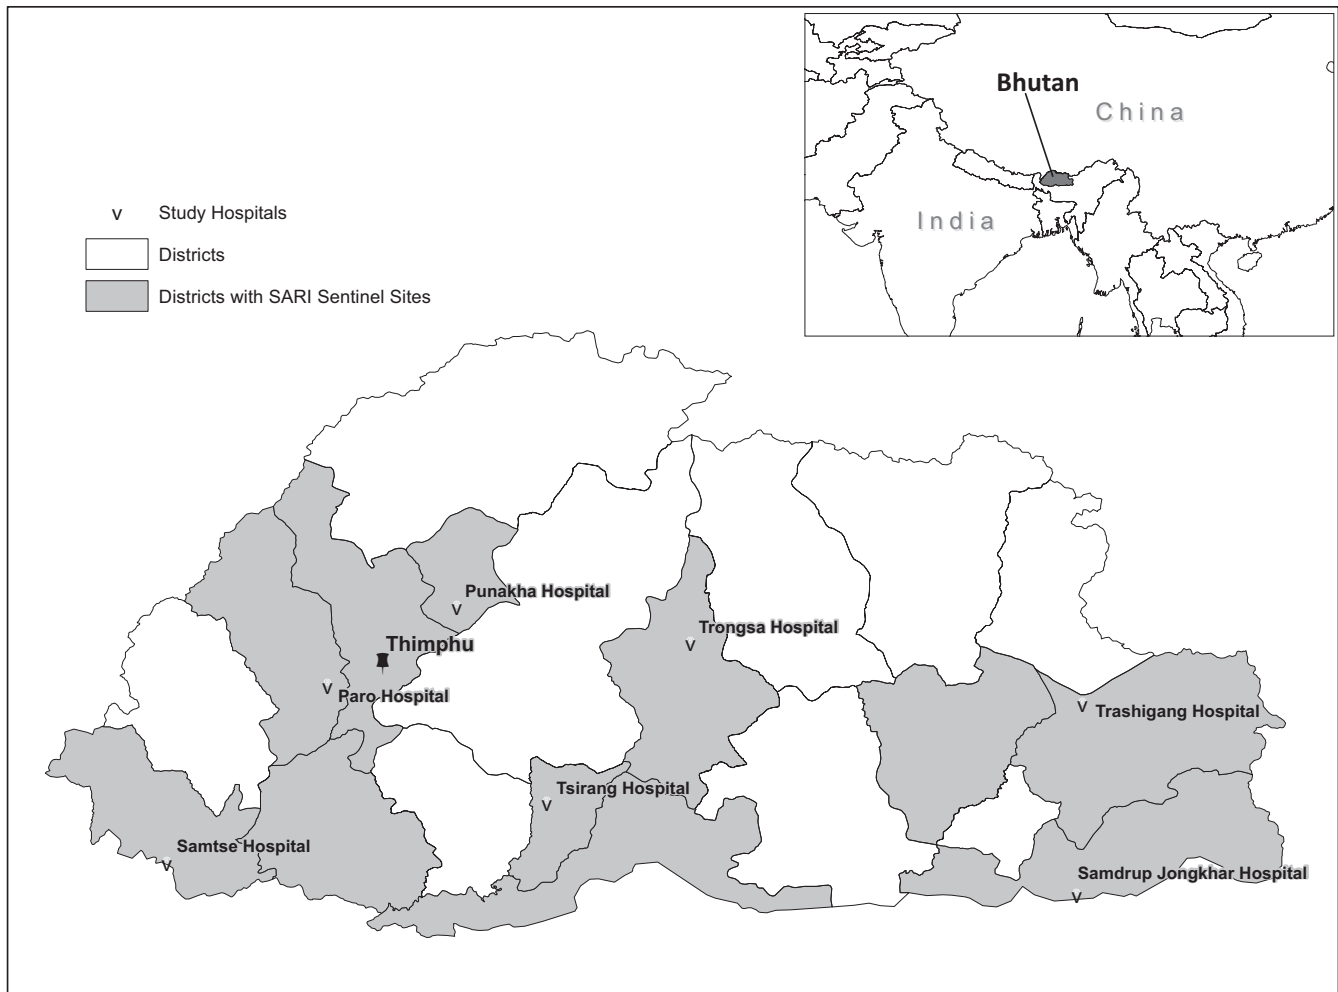 Bhutan
China
India
v Study Hospitals
Districts
Districts with SARI Sentinel Sites
Punakha Hospital
v
Trongsa Hospital
v
Thimphu
v
Paro Hospital
v
Trashigang Hospital
Tsirang Hospital
v
Samtse Hospital
v
Samdrup Jongkhar Hospital
v